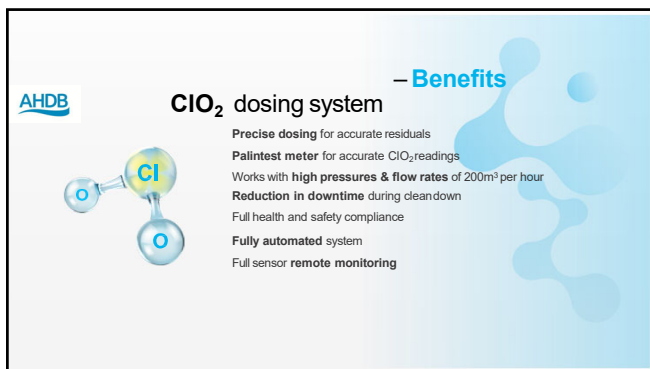 – Benefits
AHDB
ClO₂ dosing system
Precise dosing for accurate residuals
Palintest meter for accurate ClO₂ readings
Works with high pressures & flow rates of 200m³ per hour
Reduction in downtime during cleandown
Full health and safety compliance
Fully automated system
Full sensor remote monitoring
Cl
O
O